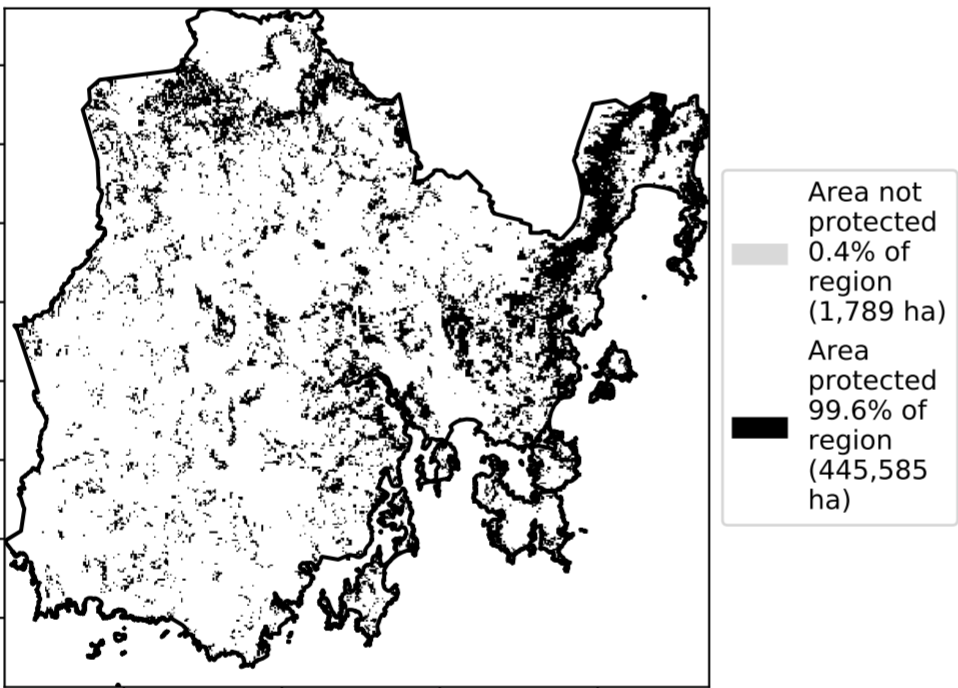 Area not
protected
0.4% of
region
(1,789 ha)
Area
protected
99.6% of
region
(445,585
ha)